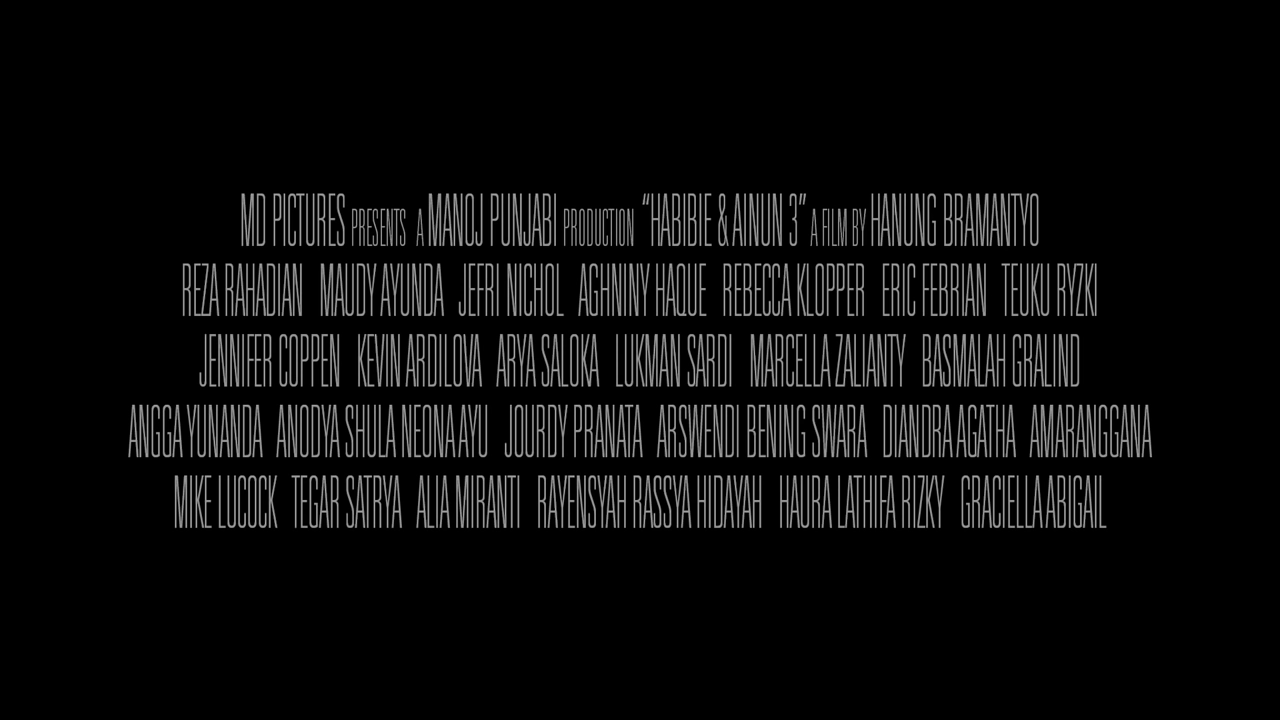 MD PICTURES PRESENTS A MANOJ PUNJABI PRODUCTION “HABIBIE & AINUN 3” A FILM BY HANUNG BRAMANTYO
REZA RAHADIAN MAUDY AYUNDA JEFRI NICHOL AGHNINY HAQUE REBECCA KLOPPER ERIC FEBRIAN TEUKU RYZKI
JENNIFER COPPEN KEVIN ARDILOVA ARYA SALOKA LUKMAN SARDI MARCELLA ZALIANTY BASMALAH GRALIND
ANGGA YUNANDA ANODYA SHULA NEONA AYU JOURDY PRANATA ARSWENDI BENING SWARA DIANDRA AGATHA AMARANGGANA
MIKE LUCOCK TEGAR SATRYA ALIA MIRANTI RAYENSYAH RASSYA HIDAYAH HAURA LATHIFA RIZKY GRACIELLA ABIGAIL